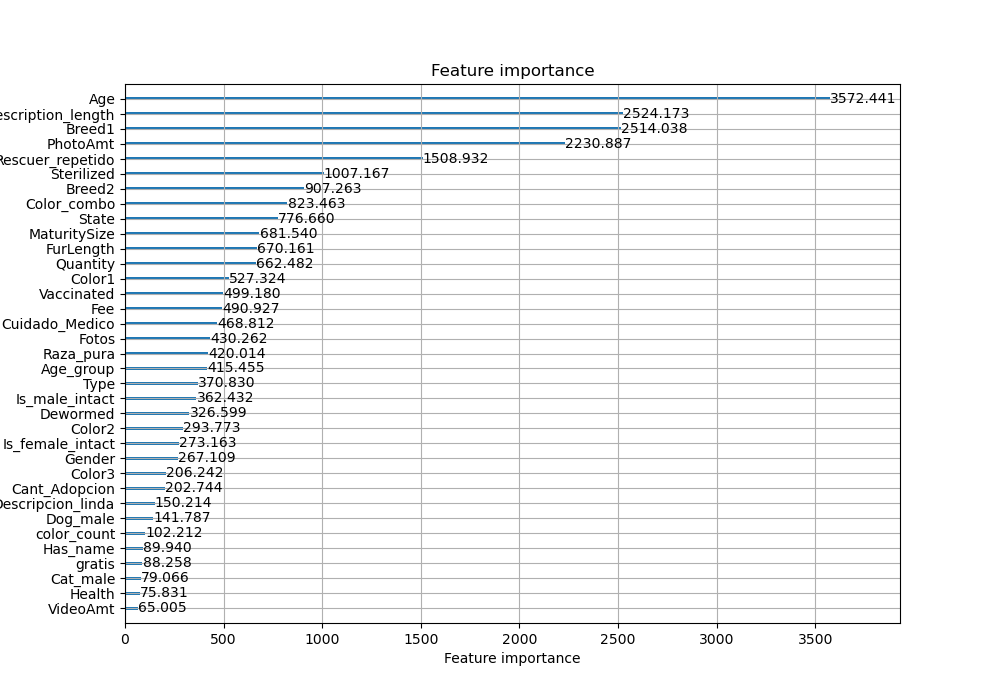 Feature importance
Age 3572.441
escription_length 2524.173
Breed1 2514.038
PhotoAmt 2230.887
Rescuer_repetido 1508.932
Sterilized 1007.167
Breed2 907.263
Color_combo 823.463
State 776.660
MaturitySize 681.540
FurLength 670.161
Quantity 662.482
Color1 527.324
Vaccinated 499.180
Fee 490.927
Cuidado_Medico 468.812
Fotos 430.262
Raza_pura 420.014
Age_group 415.455
Type 370.830
Is_male_intact 362.432
Dewormed 326.599
Color2 293.773
Is_female_intact 273.163
Gender 267.109
Color3 206.242
Cant_Adopcion 202.744
Descripcion_linda 150.214
Dog_male 141.787
color_count 102.212
Has_name 89.940
gratis 88.258
Cat_male 79.066
Health 75.831
VideoAmt 65.005
0 500 1000 1500 2000 2500 3000 3500
Feature importance